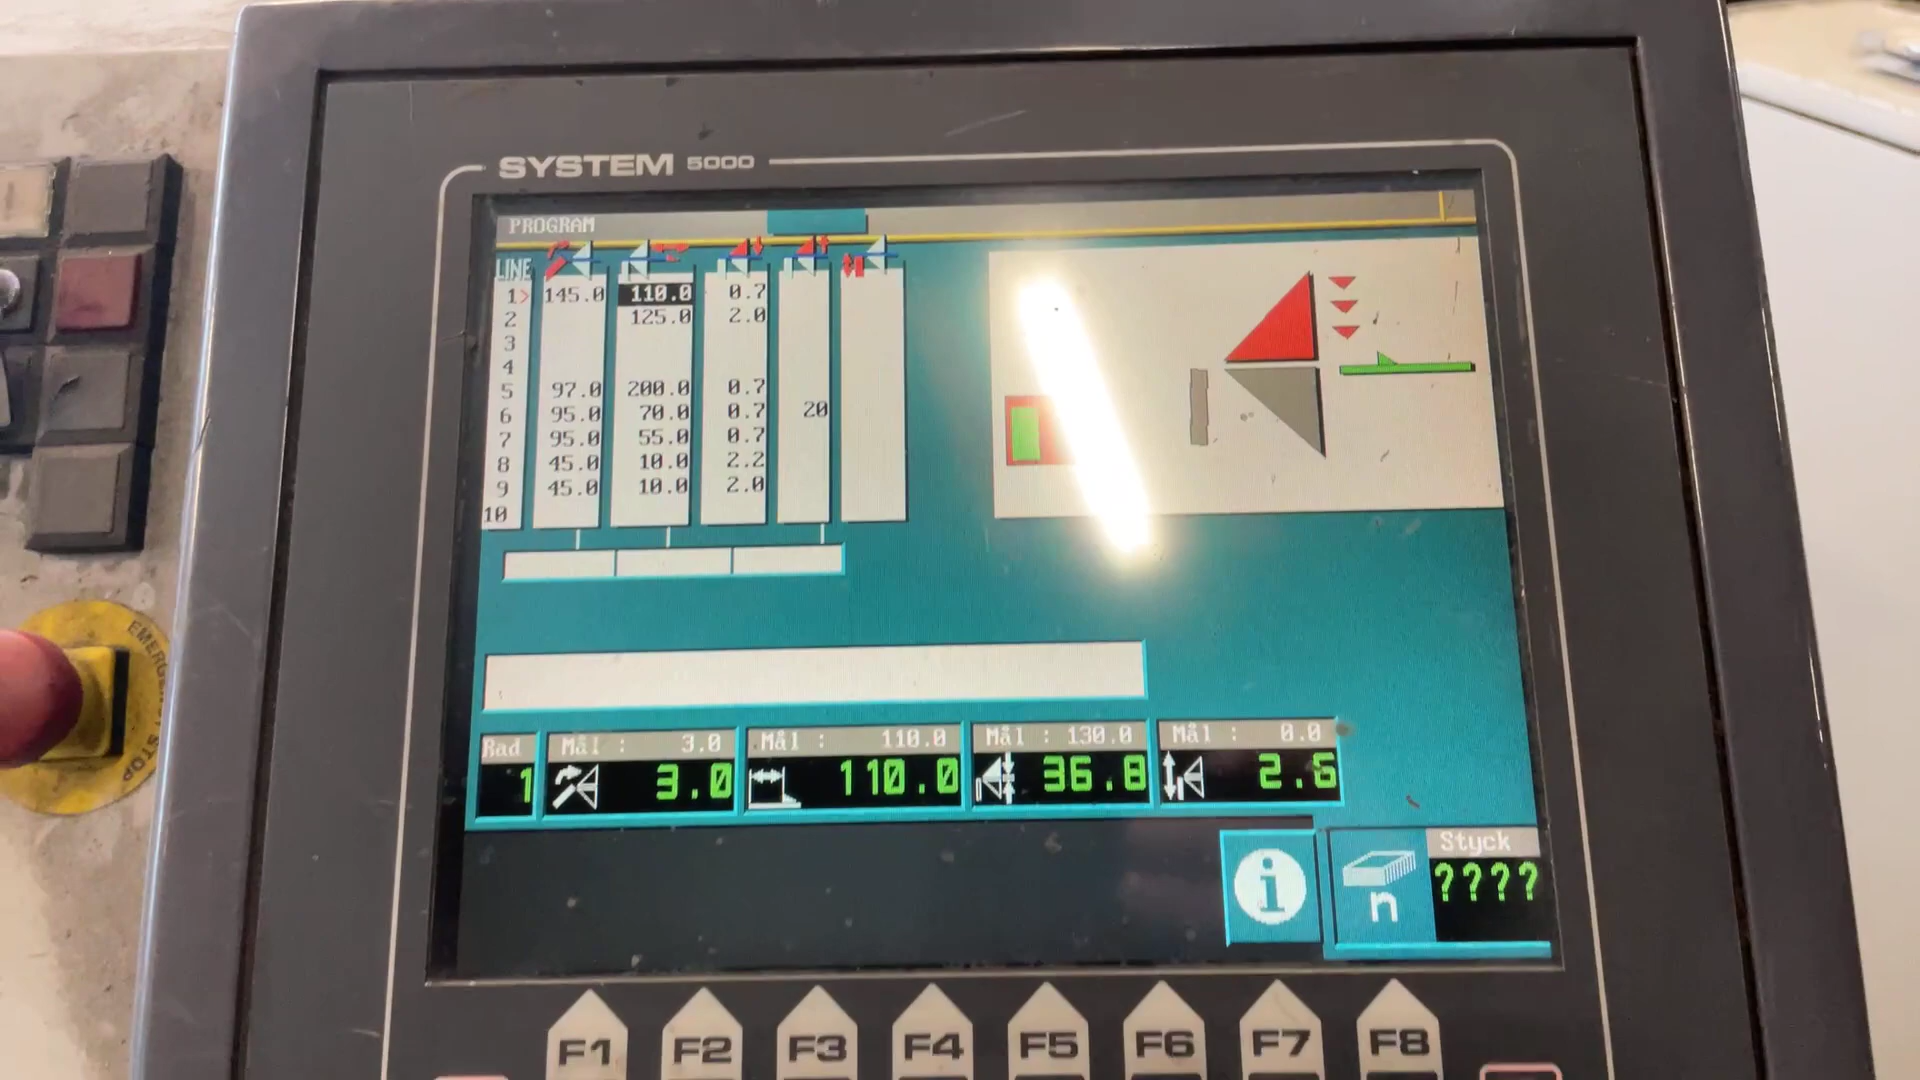 SYSTEM 5000
PROGRAM
LINE
1> 145.0 110.0 0.7
2 125.0 2.0
3
4
5 97.0 200.0 0.7
6 95.0 70.0 0.7 20
7 95.0 55.0 0.7
8 45.0 10.0 2.2
9 45.0 10.0 2.0
10
Rad Mål : 3.0 Mål : 110.0 Mål : 130.0 Mål : 0.0
1 3.0 110.0 36.8 2.6
i n Styck
????
F1 F2 F3 F4 F5 F6 F7 F8
EMERGENCY STOP